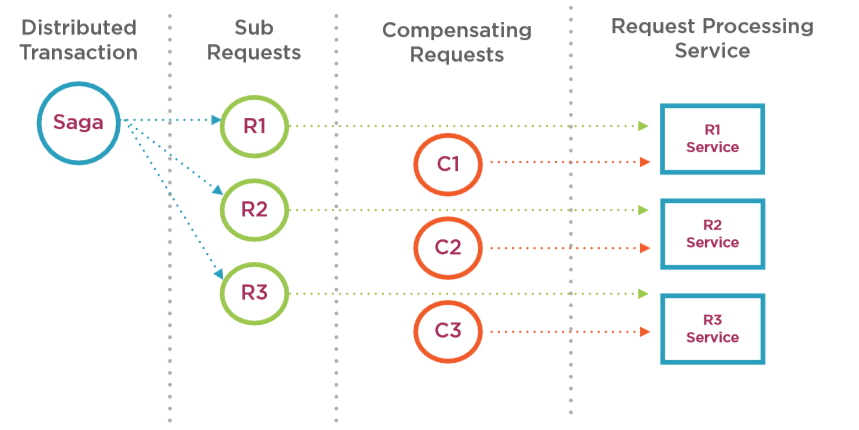 Distributed
Transaction
Sub
Requests
Compensating
Requests
Request Processing
Service
Saga
R1
R2
R3
C1
C2
C3
R1
Service
R2
Service
R3
Service